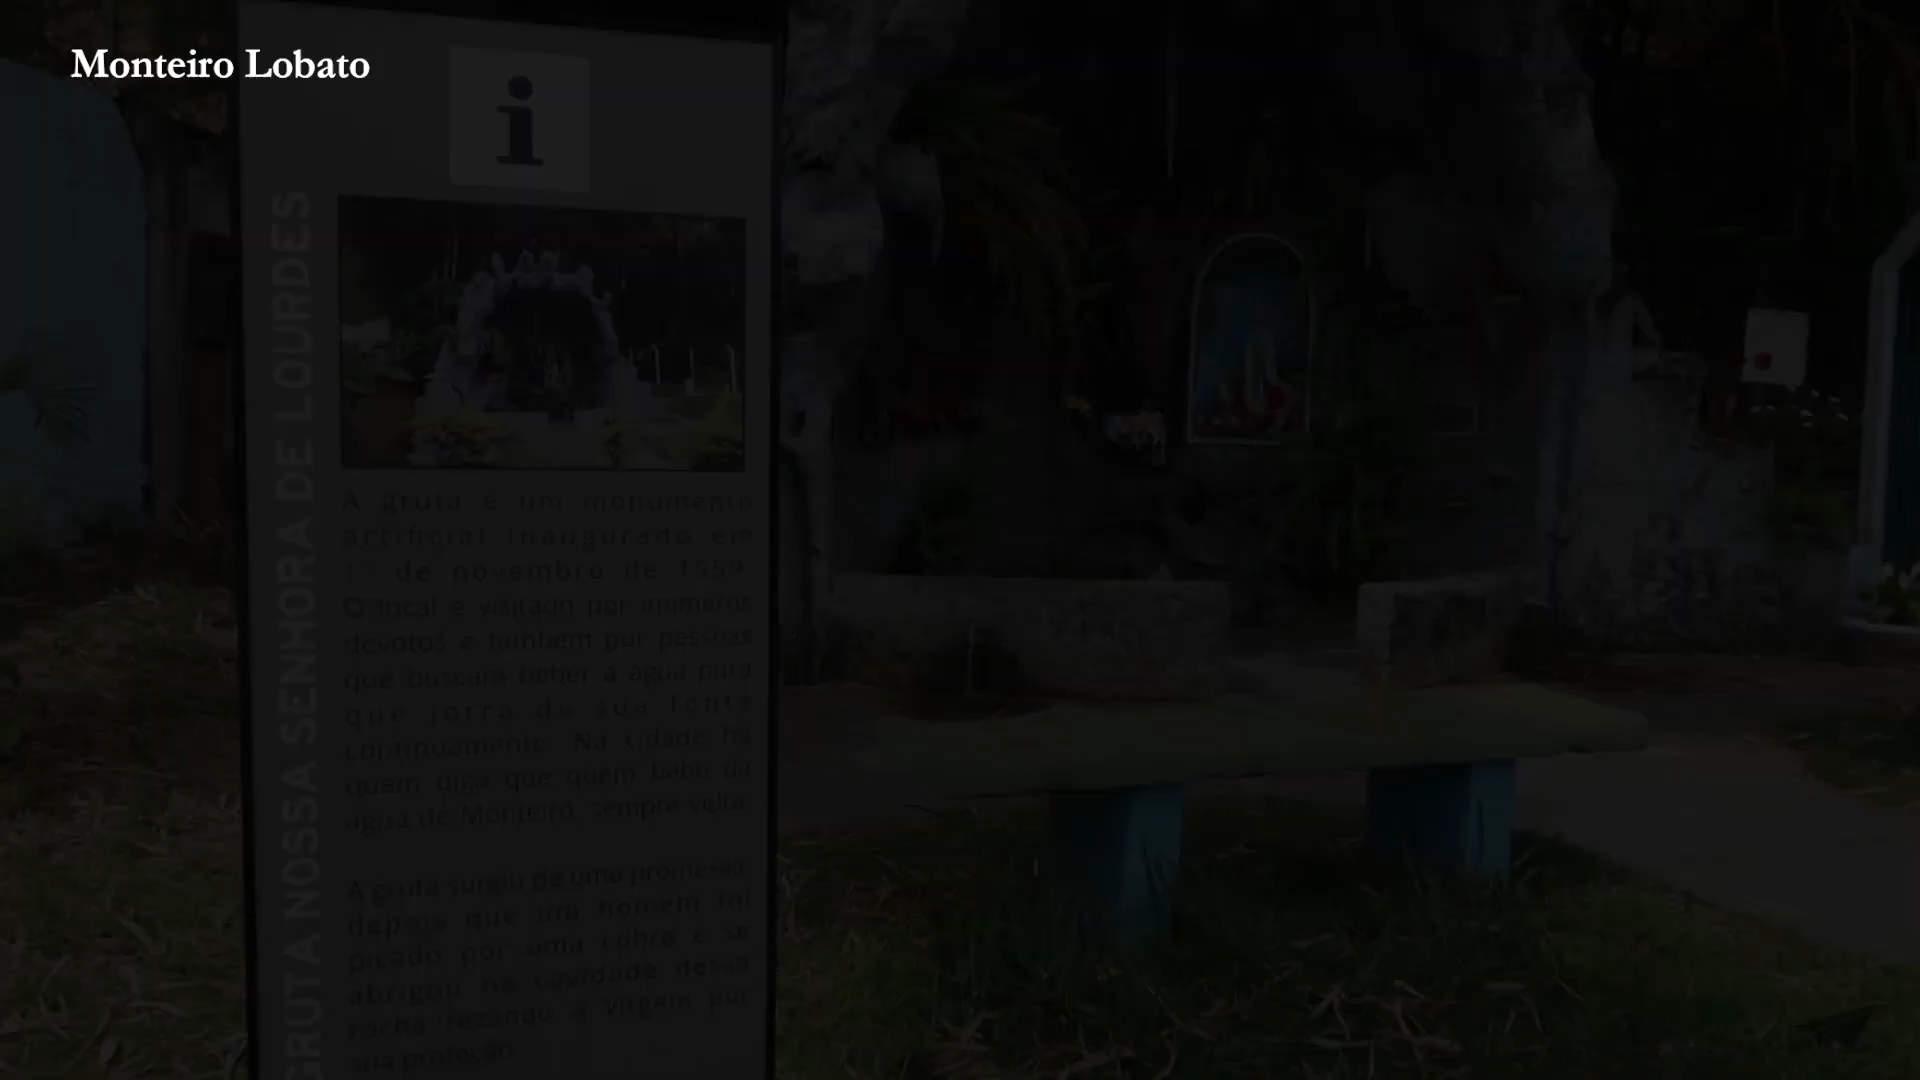 Monteiro Lobato
i
GRUTA NOSSA SENHORA DE LOURDES
A gruta é um monumento
artificial inaugurado em
de novembro de 1959.
O local é visitado por inúmeros
devotos e também por pessoas
que buscam beber a água pura
que jorra de sua fonte
continuamente. Na cidade há
quem diga que quem bebe da
água de Monteiro, sempre volta.
A gruta surgiu de uma promessa,
depois que um homem foi
picado por uma cobra e se
abrigou na cavidade dessa
rocha rezando à Virgem por
sua proteção.